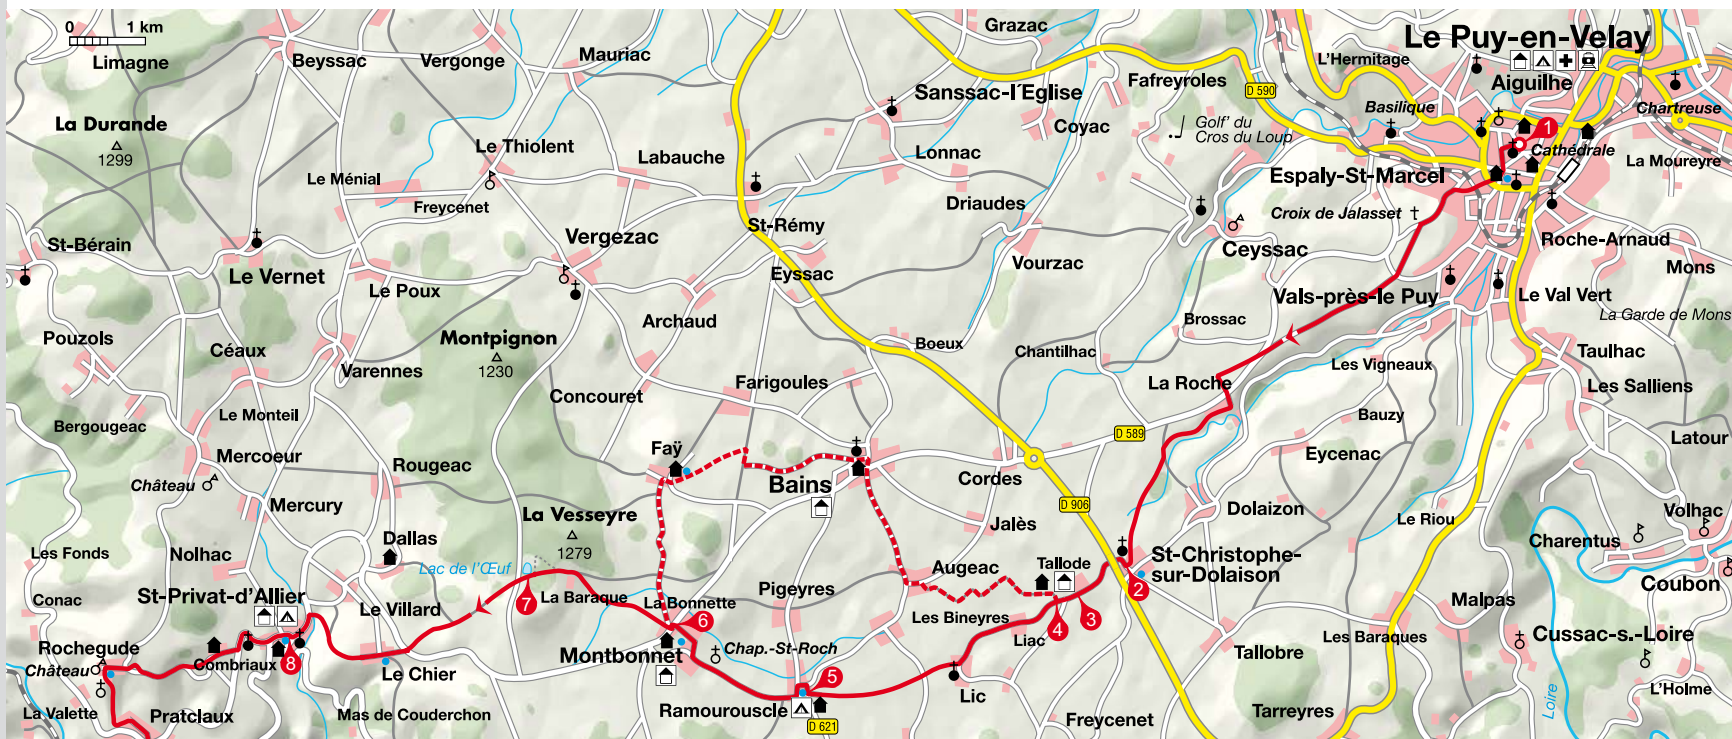 0 1 km
Limagne
Beyssac
Vergonge
Mauriac
Grazac
Le Puy-en-Velay
L'Hermitage
Aiguilhe
Fafreyroles
D 590
Sanssac-l'Eglise
Basilique
Chartreuse
La Durande
1299
Coyac
Golf' du
Cros du Loup
1
Cathédrale
La Moureyre
Le Thiolent
Labauche
Lonnac
Espaly-St-Marcel
Le Ménial
Freycenet
Driaudes
Croix de Jalasset
St-Rémy
St-Bérain
Vergezac
Ceyssac
Roche-Arnaud
Mons
Le Vernet
Eyssac
Vourzac
Le Poux
Vals-près-le Puy
Le Val Vert
La Garde de Mons
Archaud
Brossac
Pouzols
Montpignon
1230
Céaux
Boeux
Chantilhac
Taulhac
Varennes
Les Vigneaux
Farigoules
La Roche
Les Salliens
Concouret
Le Monteil
Bauzy
Bergougeac
D 589
Latour
Faÿ
Mercoeur
Eycenac
Rougeac
Château
Bains
Cordes
Mercury
D 906
Dolaizon
Volhac
La Vesseyre
1279
Le Riou
Jalès
Dallas
Charentus
Les Fonds
Nolhac
Lac de l'Œuf
Augeac
Tallode
St-Christophe-
sur-Dolaison
Coubon
Pigeyres
2
St-Privat-d'Allier
7
La Baraque
Conac
Le Villard
La Bonnette
6
3
Malpas
Les Bineyres
4
Liac
Les Baraques
Cussac-s.-Loire
Rochegude
Château
Combriaux
8
Montbonnet
Chap.-St-Roch
Tallobre
Le Chier
5
Lic
L'Holme
La Valette
Pratclaux
Mas de Couderchon
Ramourouscle
D 621
Freycenet
Tarreyres
Loire